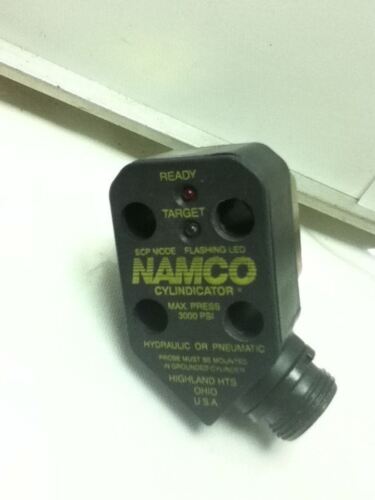 READY
TARGET
SCP MODE FLASHING LED
NAMCO
CYLINDICATOR
MAX. PRESS
3000 PSI
HYDRAULIC OR PNEUMATIC
PROBE MUST BE MOUNTED
IN GROUNDED CYLINDER
HIGHLAND HTS
OHIO
U.S.A